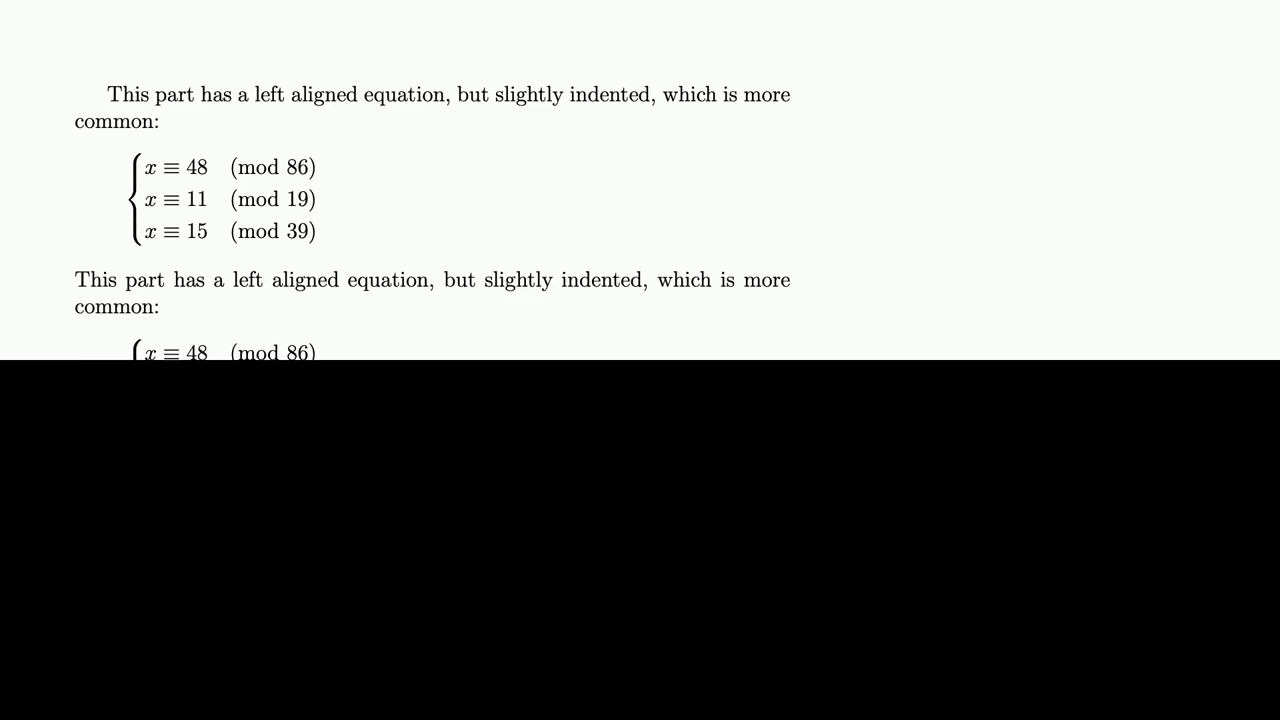 This part has a left aligned equation, but slightly indented, which is more
common:
x ≡ 48 (mod 86)
x ≡ 11 (mod 19)
x ≡ 15 (mod 39)
This part has a left aligned equation, but slightly indented, which is more
common:
x ≡ 48 (mod 86)